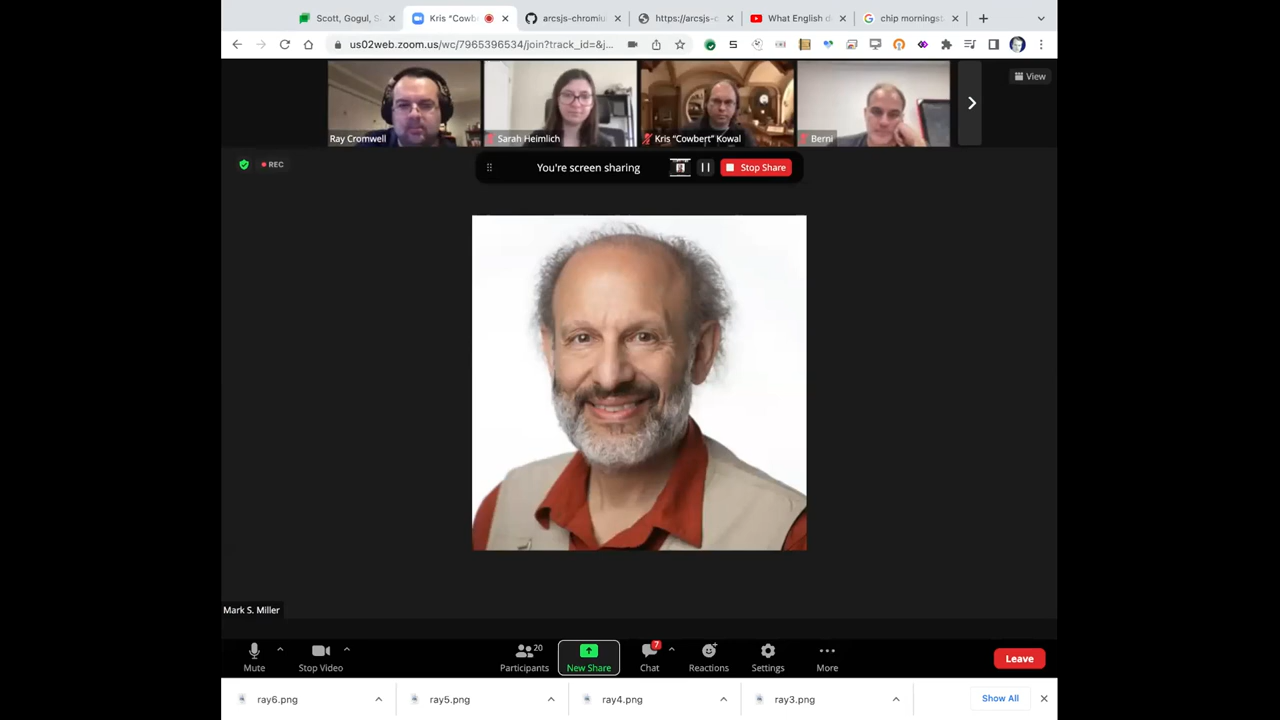 Scott, Gogul, S
Kris "Cowb
arcsjs-chromiu
https://arcsjs-c
What English d
chip morningst
us02web.zoom.us/wc/7965396534/join?track_id=&j...
View
Ray Cromwell
Sarah Heimlich
Kris "Cowbert" Kowal
Berni
REC
You're screen sharing
Stop Share
Mark S. Miller
20
7
Mute
Stop Video
Participants
New Share
Chat
Reactions
Settings
More
Leave
ray6.png
ray5.png
ray4.png
ray3.png
Show All